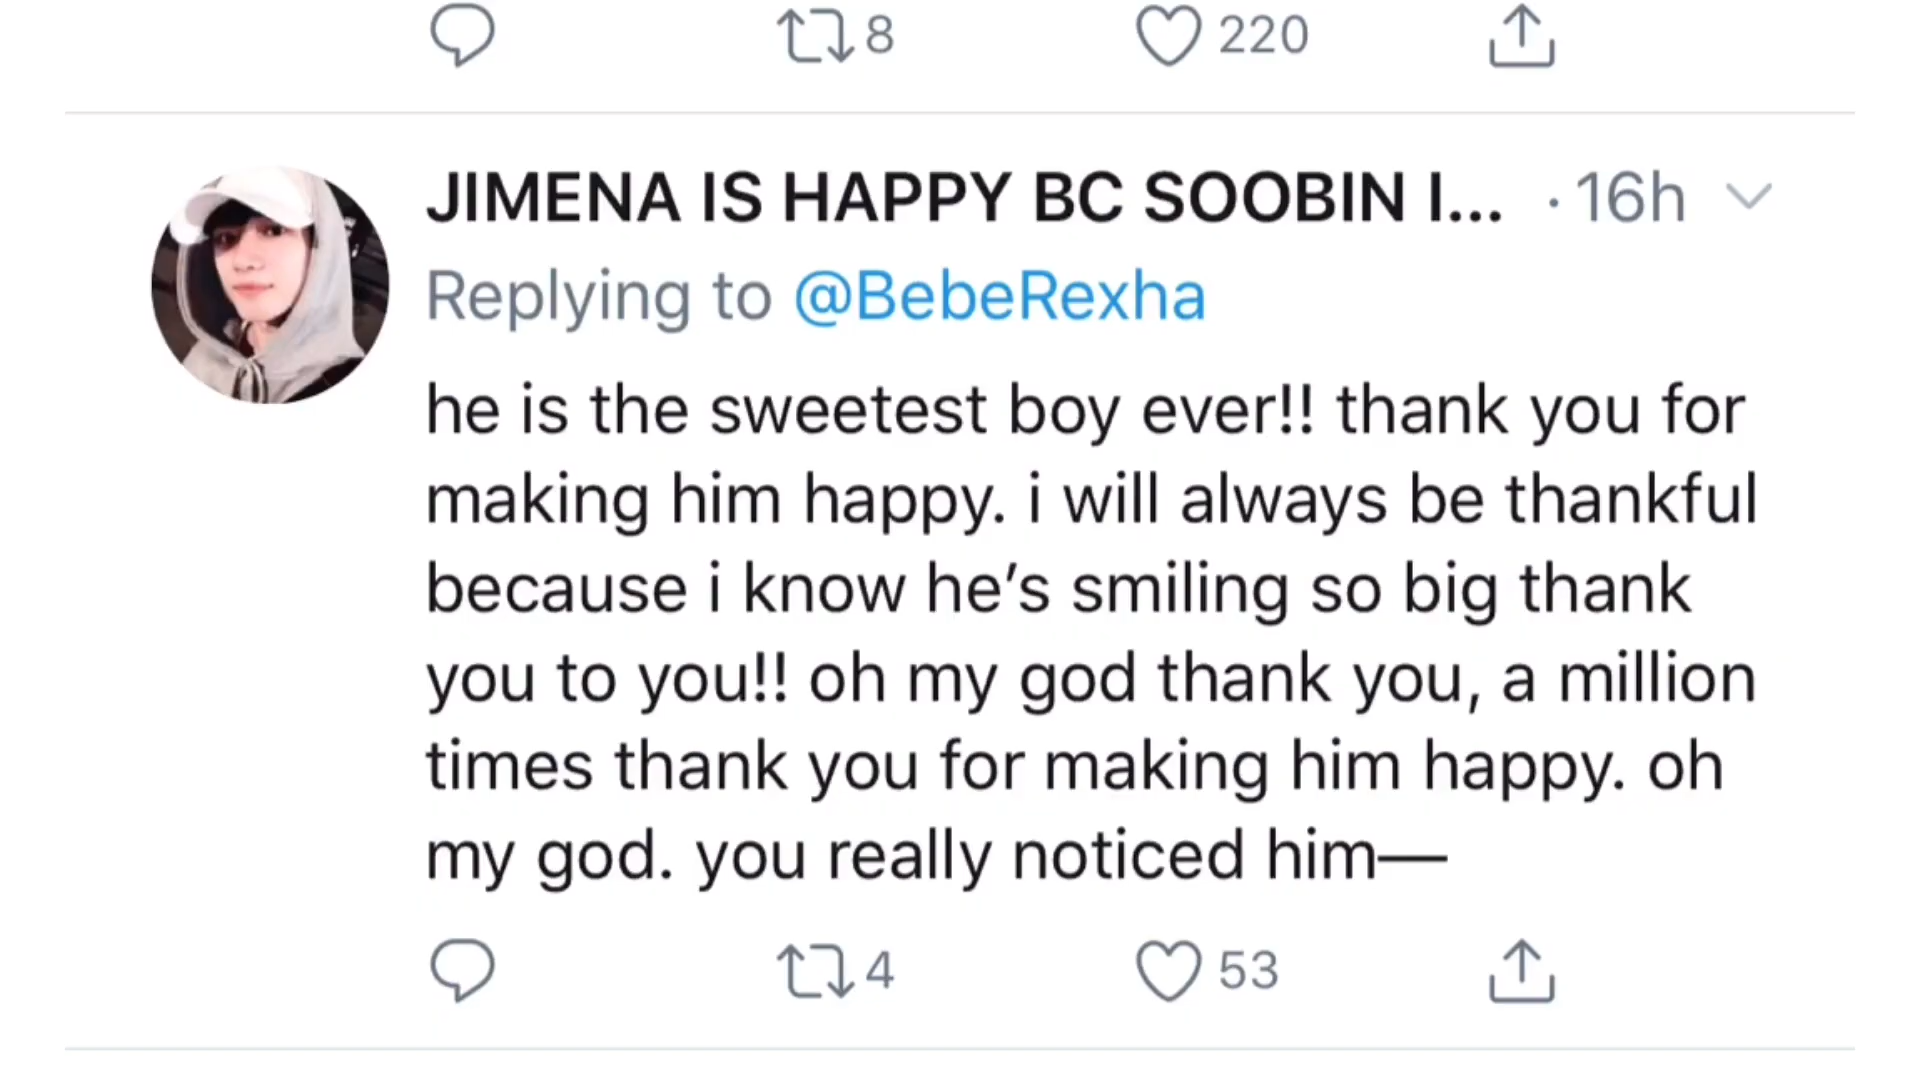 8 220
JIMENA IS HAPPY BC SOOBIN I... · 16h
Replying to @BebeRexha
he is the sweetest boy ever!! thank you for
making him happy. i will always be thankful
because i know he’s smiling so big thank
you to you!! oh my god thank you, a million
times thank you for making him happy. oh
my god. you really noticed him—
4 53